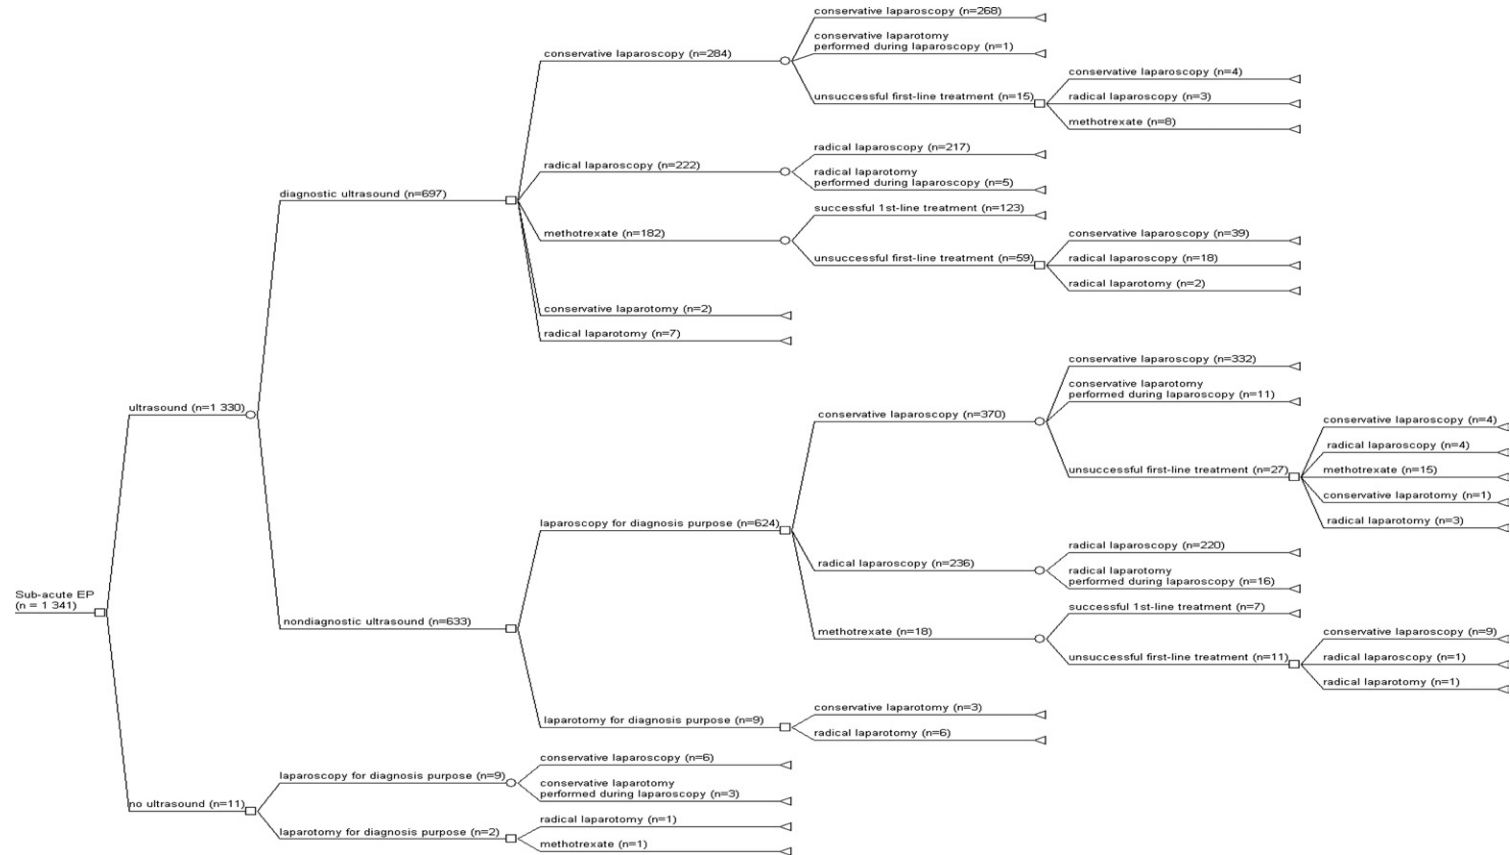 conservative laparoscopy (n=268)
conservative laparotomy
performed during laparoscopy (n=1)
conservative laparoscopy (n=284)
conservative laparoscopy (n=4)
unsuccessful first-line treatment (n=15)
radical laparoscopy (n=3)
methotrexate (n=8)
radical laparoscopy (n=217)
radical laparoscopy (n=222)
radical laparotomy
performed during laparoscopy (n=5)
diagnostic ultrasound (n=697)
successful 1st-line treatment (n=123)
methotrexate (n=182)
conservative laparoscopy (n=39)
unsuccessful first-line treatment (n=59)
radical laparoscopy (n=18)
radical laparotomy (n=2)
conservative laparotomy (n=2)
radical laparotomy (n=7)
conservative laparoscopy (n=332)
conservative laparotomy
performed during laparoscopy (n=11)
ultrasound (n=1 330)
conservative laparoscopy (n=370)
conservative laparoscopy (n=4)
radical laparoscopy (n=4)
unsuccessful first-line treatment (n=27)
methotrexate (n=15)
conservative laparotomy (n=1)
radical laparotomy (n=3)
laparoscopy for diagnosis purpose (n=624)
radical laparoscopy (n=220)
radical laparoscopy (n=236)
radical laparotomy
performed during laparoscopy (n=16)
Sub-acute EP
(n = 1 341)
successful 1st-line treatment (n=7)
nondiagnostic ultrasound (n=633)
methotrexate (n=18)
conservative laparoscopy (n=9)
unsuccessful first-line treatment (n=11)
radical laparoscopy (n=1)
radical laparotomy (n=1)
conservative laparotomy (n=3)
laparotomy for diagnosis purpose (n=9)
radical laparotomy (n=6)
conservative laparoscopy (n=6)
laparoscopy for diagnosis purpose (n=9)
conservative laparotomy
performed during laparoscopy (n=3)
no ultrasound (n=11)
radical laparotomy (n=1)
laparotomy for diagnosis purpose (n=2)
methotrexate (n=1)